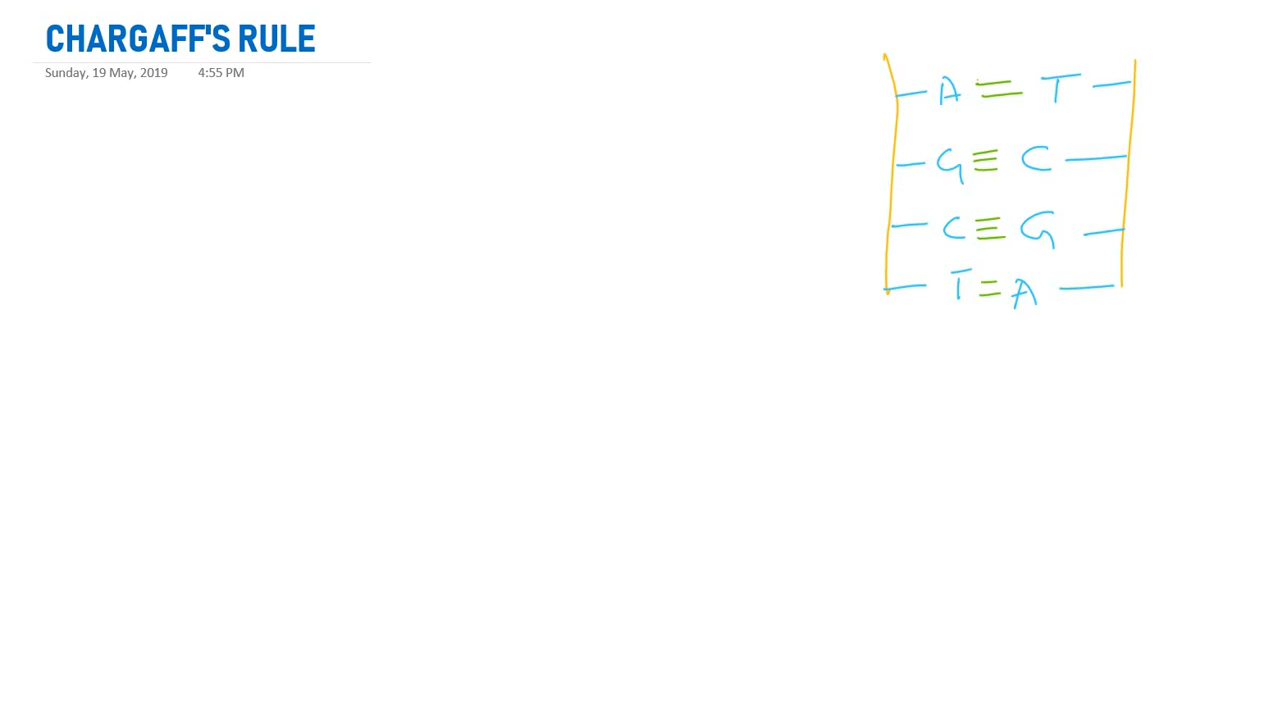 CHARGAFF'S RULE
Sunday, 19 May, 2019 4:55 PM
A = T
G ≡ C
C ≡ G
T = A